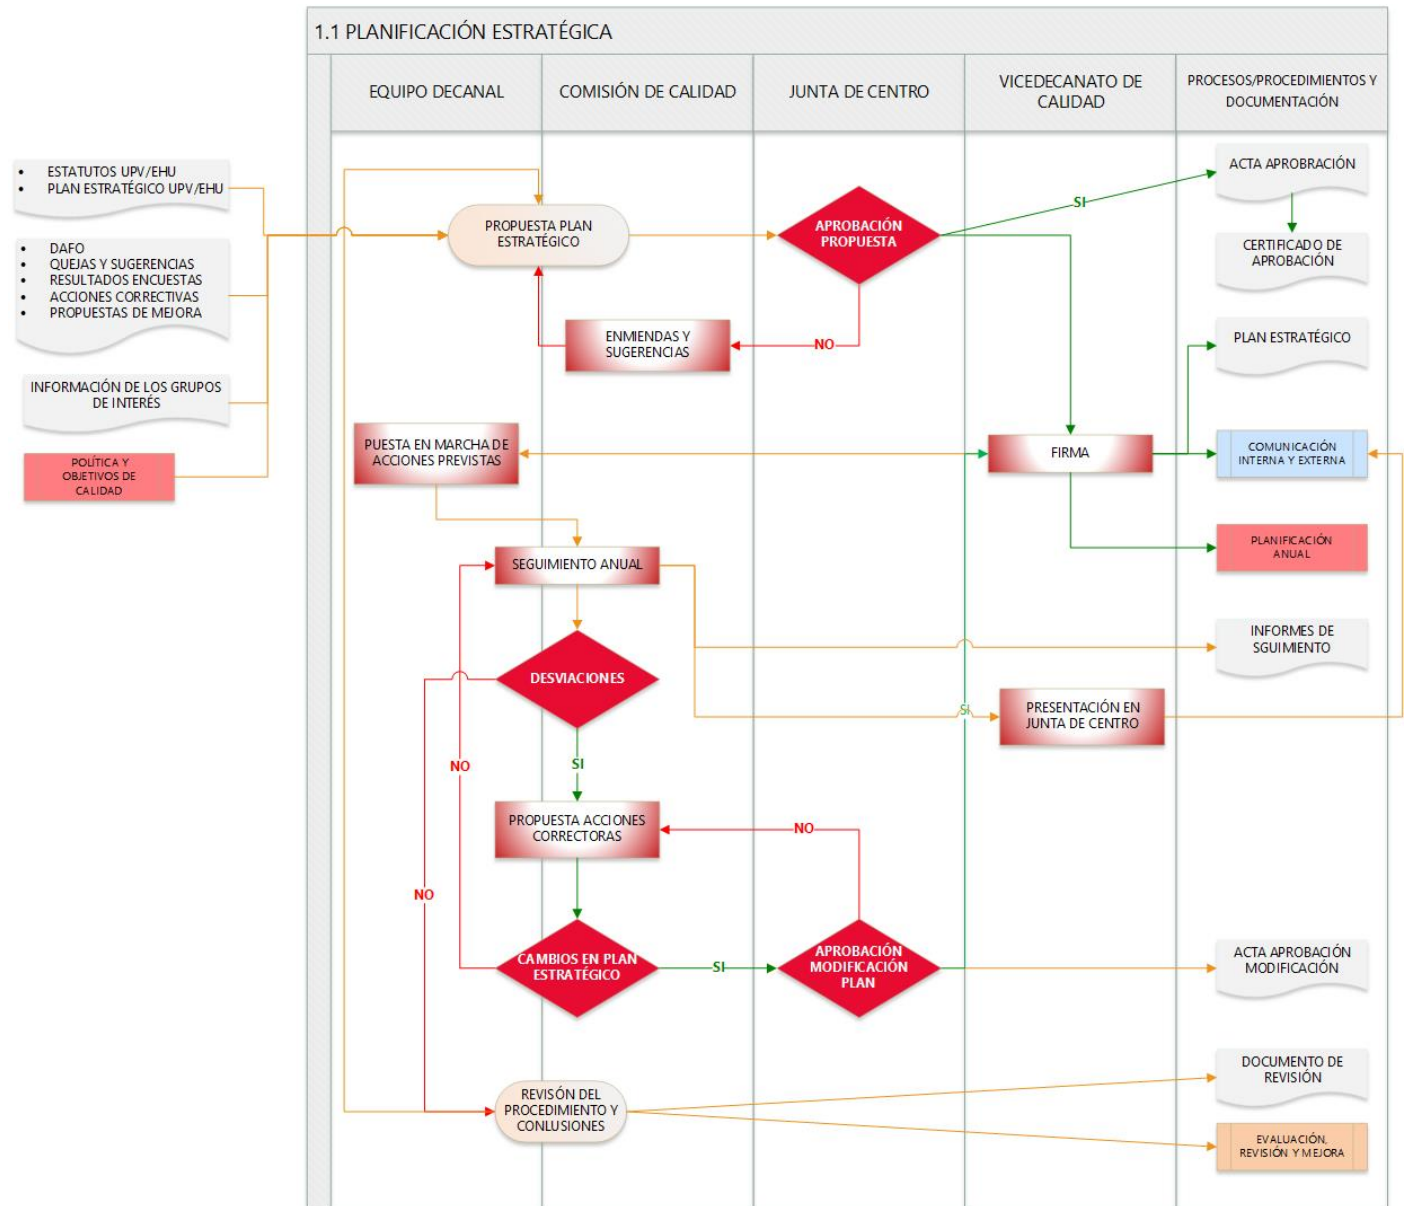 1.1 PLANIFICACIÓN ESTRATÉGICA
EQUIPO DECANAL
COMISIÓN DE CALIDAD
JUNTA DE CENTRO
VICEDECANATO DE
CALIDAD
PROCESOS/PROCEDIMIENTOS Y
DOCUMENTACIÓN
• ESTATUTOS UPV/EHU
• PLAN ESTRATÉGICO UPV/EHU
• DAFO
• QUEJAS Y SUGERENCIAS
• RESULTADOS ENCUESTAS
• ACCIONES CORRECTIVAS
• PROPUESTAS DE MEJORA
INFORMACIÓN DE LOS GRUPOS
DE INTERÉS
POLÍTICA Y
OBJETIVOS DE
CALIDAD
PROPUESTA PLAN
ESTRATÉGICO
APROBACIÓN
PROPUESTA
SI
ACTA APROBRACIÓN
CERTIFICADO DE
APROBACIÓN
ENMIENDAS Y
SUGERENCIAS
NO
PLAN ESTRATÉGICO
PUESTA EN MARCHA DE
ACCIONES PREVISTAS
FIRMA
COMUNICACIÓN
INTERNA Y EXTERNA
PLANIFICACIÓN
ANUAL
SEGUIMIENTO ANUAL
INFORMES DE
SGUIMIENTO
DESVIACIONES
SI
PRESENTACIÓN EN
JUNTA DE CENTRO
SI
NO
PROPUESTA ACCIONES
CORRECTORAS
NO
NO
CAMBIOS EN PLAN
ESTRATÉGICO
SI
APROBACIÓN
MODIFICACIÓN
PLAN
ACTA APROBACIÓN
MODIFICACIÓN
DOCUMENTO DE
REVISIÓN
REVISÓN DEL
PROCEDIMIENTO Y
CONLUSIONES
EVALUACIÓN,
REVISIÓN Y MEJORA